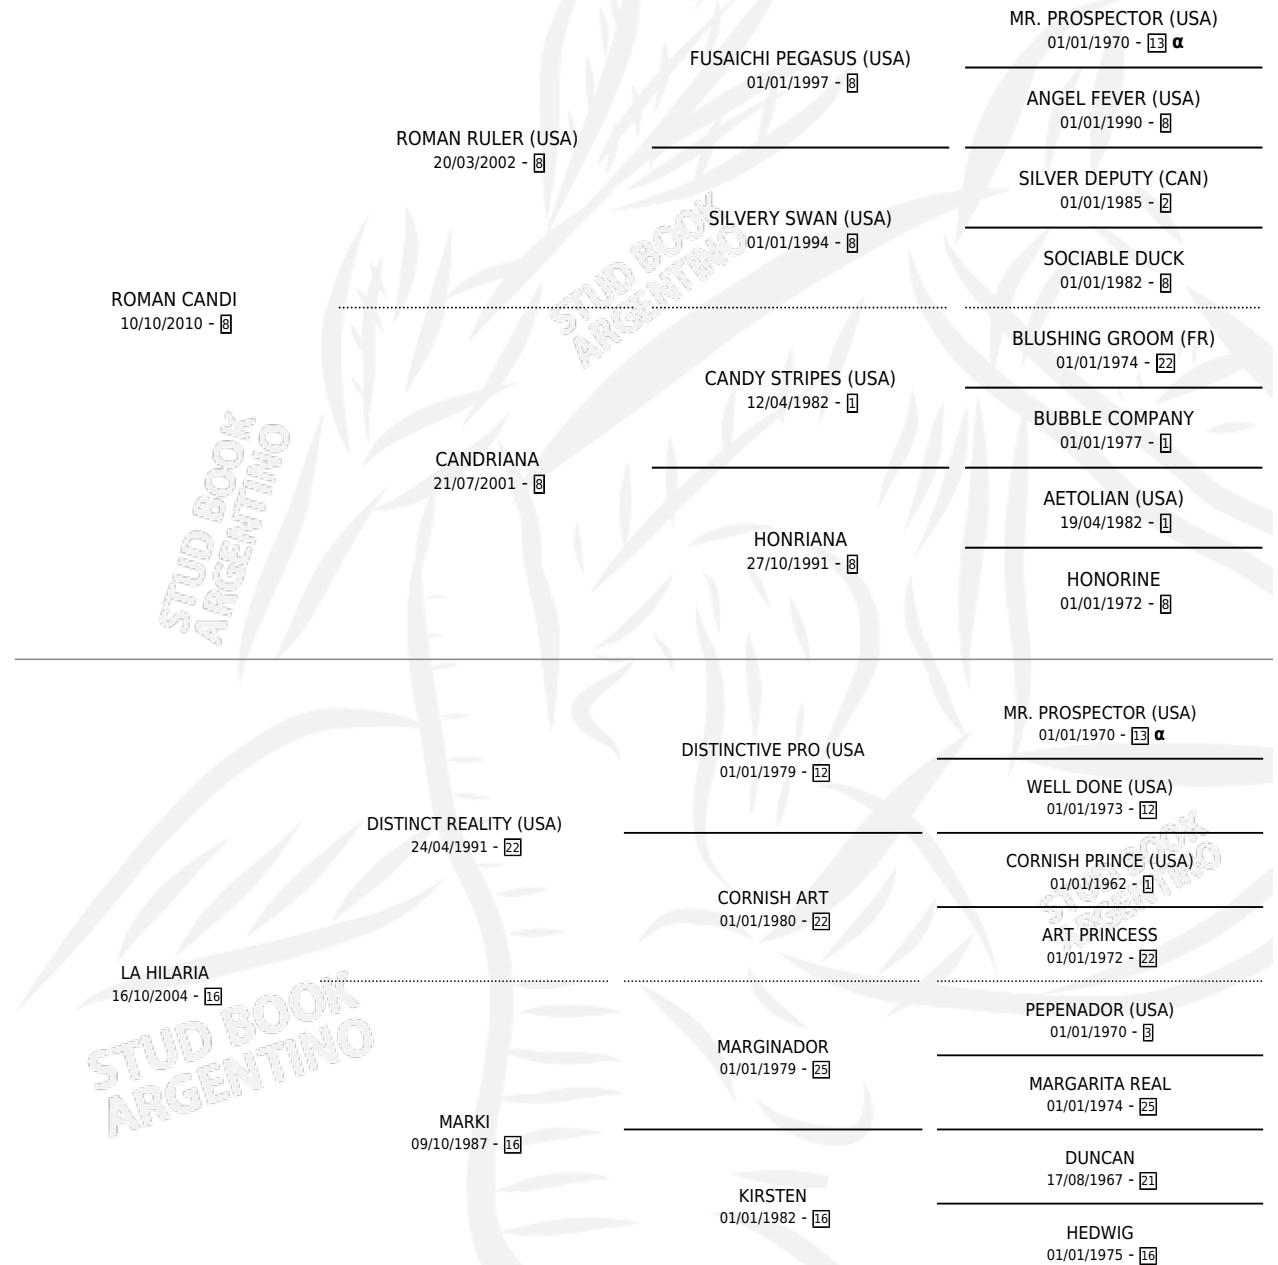 MR. PROSPECTOR (USA)
01/01/1970 - 13 α
FUSAICHI PEGASUS (USA)
01/01/1997 - 8
ANGEL FEVER (USA)
01/01/1990 - 8
ROMAN RULER (USA)
20/03/2002 - 8
SILVER DEPUTY (CAN)
01/01/1985 - 2
SILVERY SWAN (USA)
01/01/1994 - 8
SOCIABLE DUCK
01/01/1982 - 8
ROMAN CANDI
10/10/2010 - 8
BLUSHING GROOM (FR)
01/01/1974 - 22
CANDY STRIPES (USA)
12/04/1982 - 1
BUBBLE COMPANY
01/01/1977 - 1
CANDRIANA
21/07/2001 - 8
AETOLIAN (USA)
19/04/1982 - 1
HONRIANA
27/10/1991 - 8
HONORINE
01/01/1972 - 8
MR. PROSPECTOR (USA)
01/01/1970 - 13 α
DISTINCTIVE PRO (USA
01/01/1979 - 12
WELL DONE (USA)
01/01/1973 - 12
DISTINCT REALITY (USA)
24/04/1991 - 22
CORNISH PRINCE (USA)
01/01/1962 - 1
CORNISH ART
01/01/1980 - 22
ART PRINCESS
01/01/1972 - 22
LA HILARIA
16/10/2004 - 16
PEPENADOR (USA)
01/01/1970 - 3
MARGINADOR
01/01/1979 - 25
MARGARITA REAL
01/01/1974 - 25
MARKI
09/10/1987 - 16
DUNCAN
17/08/1967 - 21
KIRSTEN
01/01/1982 - 16
HEDWIG
01/01/1975 - 16
STUD BOOK
ARGENTINO
STUD BOOK
ARGENTINO
STUD BOOK
ARGENTINO
STUD BOOK
ARGENTINO